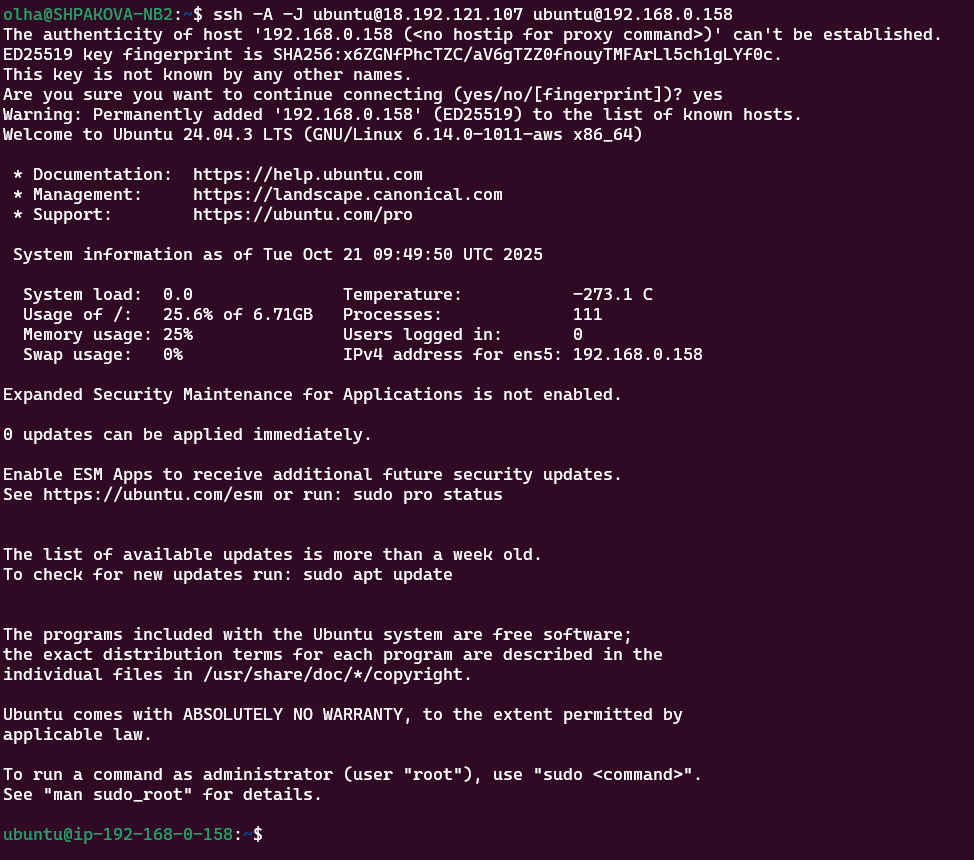 olha@SHPAKOVA-NB2:~$ ssh -A -J ubuntu@18.192.121.107 ubuntu@192.168.0.158
The authenticity of host '192.168.0.158 (<no hostip for proxy command>)' can't be established.
ED25519 key fingerprint is SHA256:x6ZGNfPhcTZC/aV6gTZZ0fnouyTMFArLl5ch1gLYf0c.
This key is not known by any other names.
Are you sure you want to continue connecting (yes/no/[fingerprint])? yes
Warning: Permanently added '192.168.0.158' (ED25519) to the list of known hosts.
Welcome to Ubuntu 24.04.3 LTS (GNU/Linux 6.14.0-1011-aws x86_64)

 * Documentation:  https://help.ubuntu.com
 * Management:     https://landscape.canonical.com
 * Support:        https://ubuntu.com/pro

 System information as of Tue Oct 21 09:49:50 UTC 2025

  System load:  0.0               Temperature:           -273.1 C
  Usage of /:   25.6% of 6.71GB   Processes:             111
  Memory usage: 25%               Users logged in:       0
  Swap usage:   0%                IPv4 address for ens5: 192.168.0.158

Expanded Security Maintenance for Applications is not enabled.

0 updates can be applied immediately.

Enable ESM Apps to receive additional future security updates.
See https://ubuntu.com/esm or run: sudo pro status

The list of available updates is more than a week old.
To check for new updates run: sudo apt update

The programs included with the Ubuntu system are free software;
the exact distribution terms for each program are described in the
individual files in /usr/share/doc/*/copyright.

Ubuntu comes with ABSOLUTELY NO WARRANTY, to the extent permitted by
applicable law.

To run a command as administrator (user "root"), use "sudo <command>".
See "man sudo_root" for details.

ubuntu@ip-192-168-0-158:~$